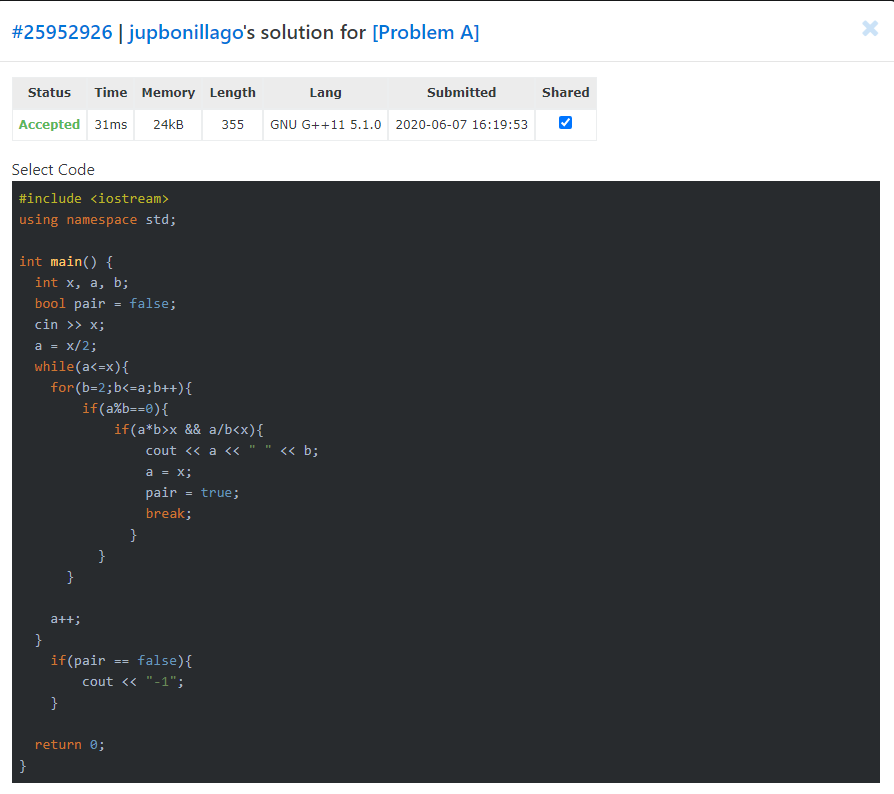 #25952926 | jupbonillago's solution for [Problem A]
Status Time Memory Length Lang Submitted Shared
Accepted 31ms 24kB 355 GNU G++11 5.1.0 2020-06-07 16:19:53
Select Code
#include <iostream>
using namespace std;
int main() {
  int x, a, b;
  bool pair = false;
  cin >> x;
  a = x/2;
  while(a<=x){
    for(b=2;b<=a;b++){
        if(a%b==0){
            if(a*b>x && a/b<x){
                cout << a << " " << b;
                a = x;
                pair = true;
                break;
              }
          }
      }
    a++;
  }
    if(pair == false){
        cout << "-1";
    }
  return 0;
}